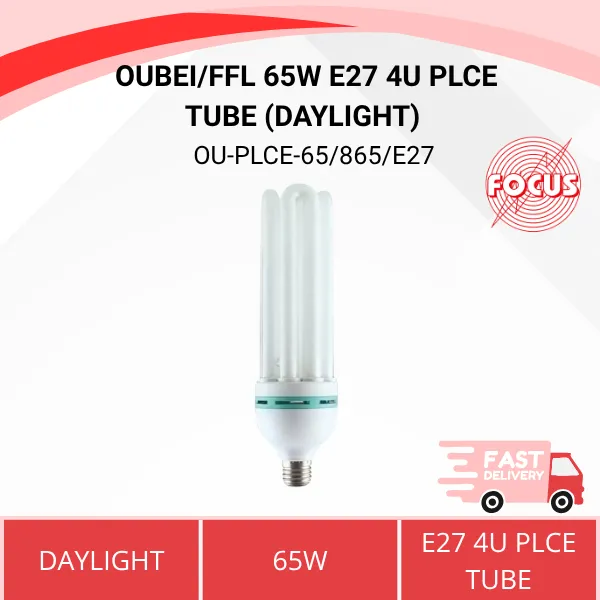 OUBEI/FFL 65W E27 4U PLCE
TUBE (DAYLIGHT)
OU-PLCE-65/865/E27
FOCUS
FAST
DELIVERY
DAYLIGHT
65W
E27 4U PLCE
TUBE